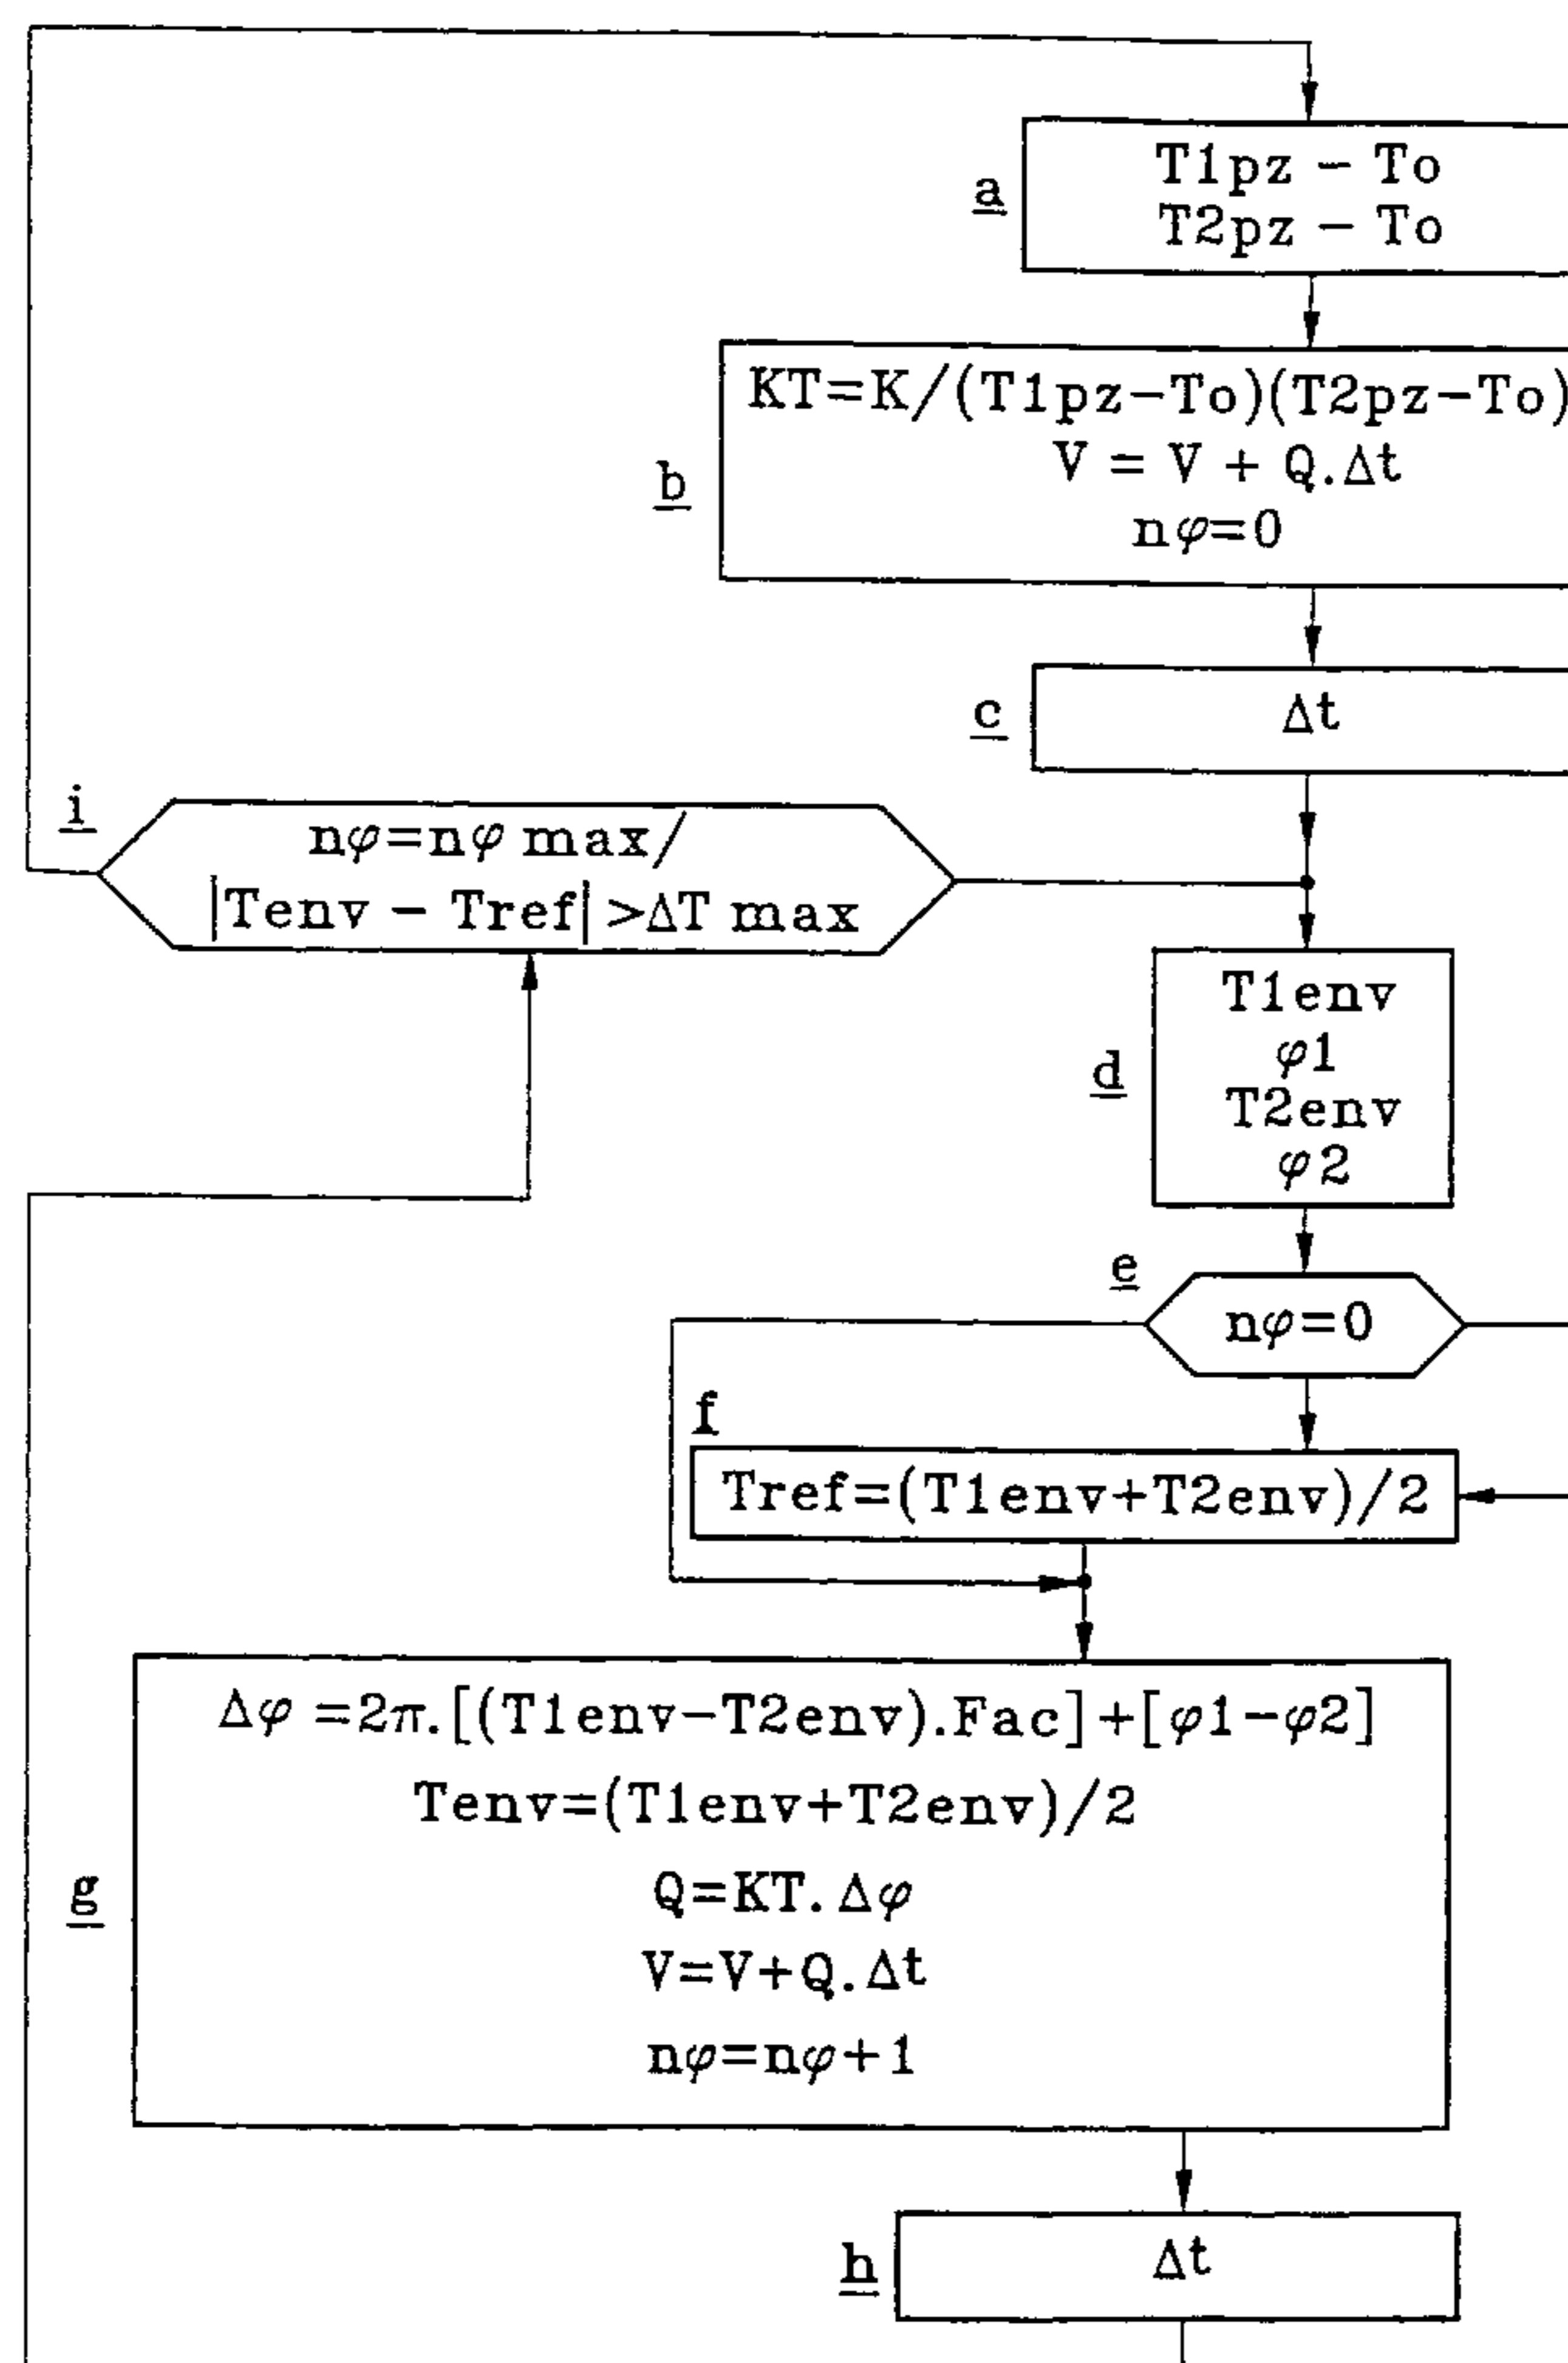 a
T1pz - To
T2pz - To
b
KT=K/(T1pz-To)(T2pz-To)
V = V + Q.Δt
nφ=0
c
Δt
i
nφ=nφ max/
|Tenv - Tref| >ΔT max
d
T1env
φ1
T2env
φ2
e
nφ=0
f
Tref=(T1env+T2env)/2
g
Δφ =2π.[(T1env-T2env).Fac]+[φ1-φ2]
Tenv=(T1env+T2env)/2
Q=KT.Δφ
V=V+Q.Δt
nφ=nφ+1
h
Δt